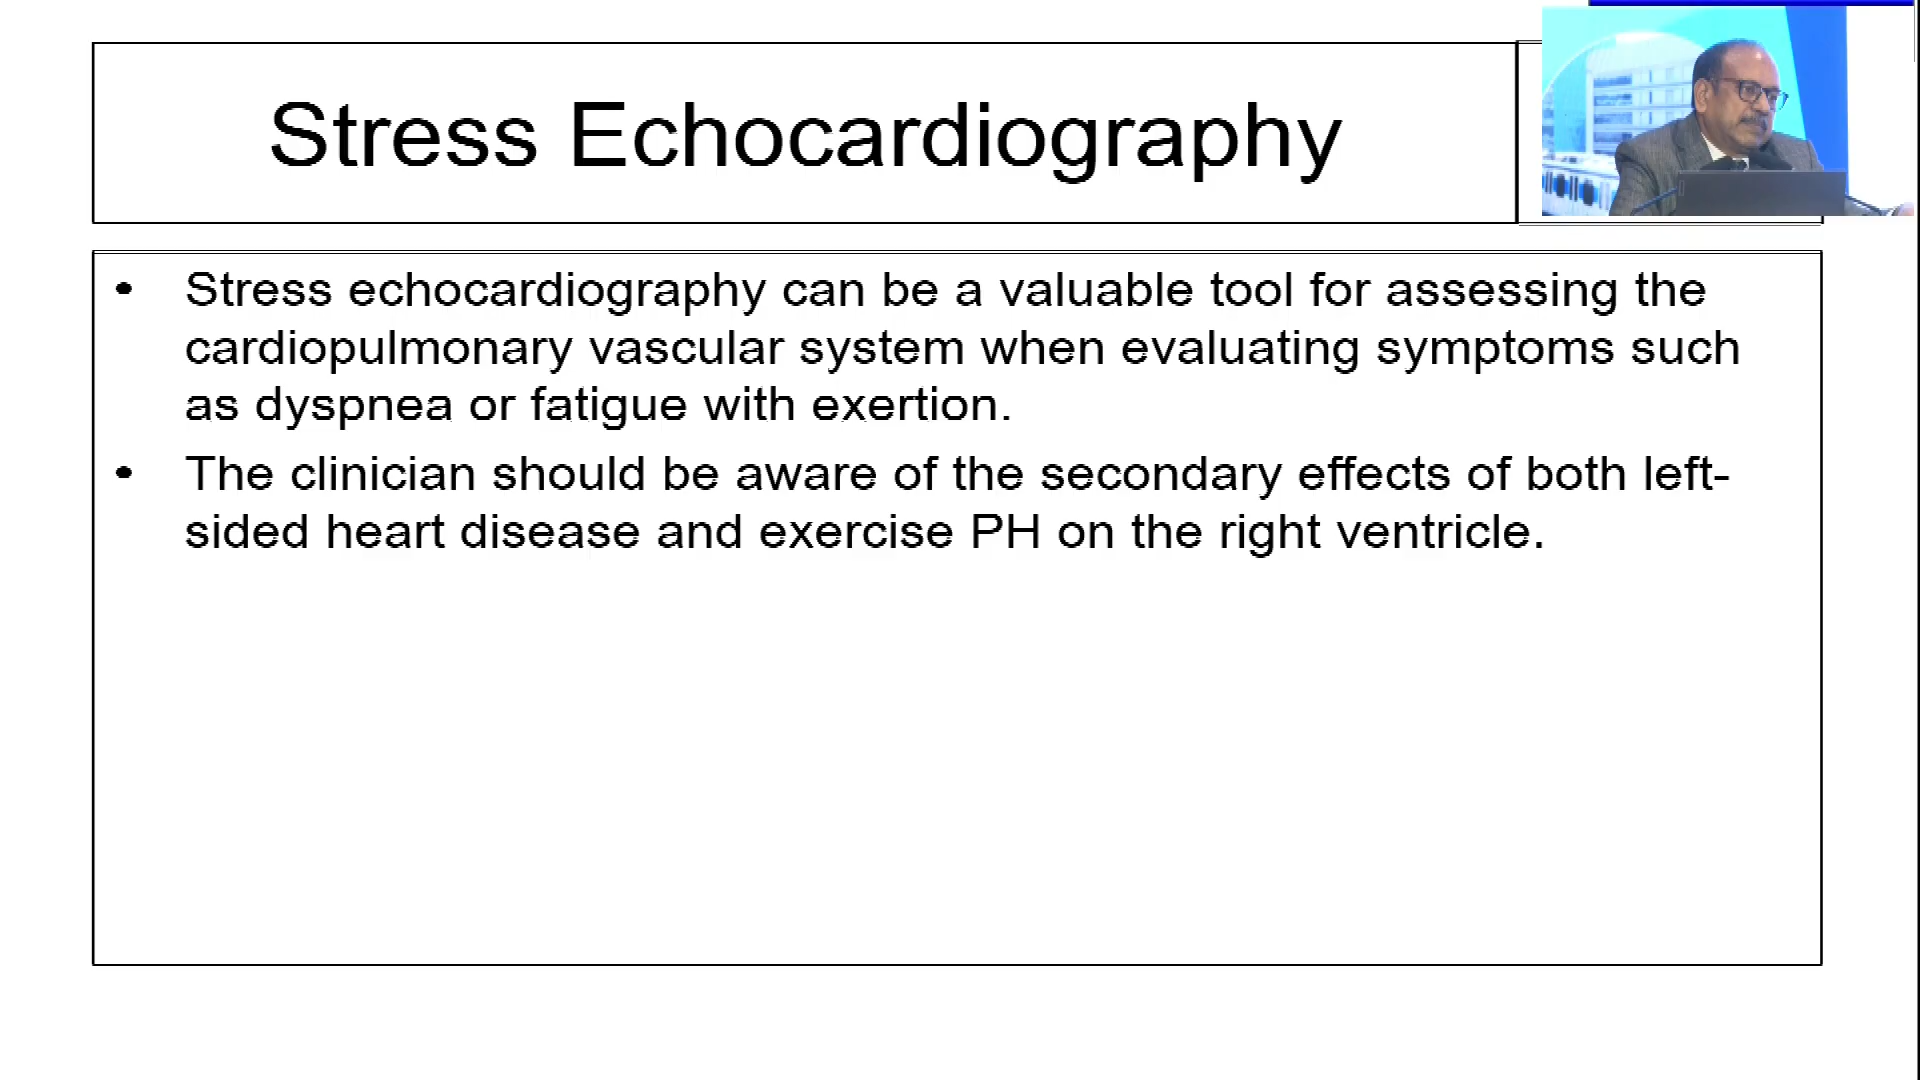 Stress Echocardiography
• Stress echocardiography can be a valuable tool for assessing the
cardiopulmonary vascular system when evaluating symptoms such
as dyspnea or fatigue with exertion.
• The clinician should be aware of the secondary effects of both left-
sided heart disease and exercise PH on the right ventricle.